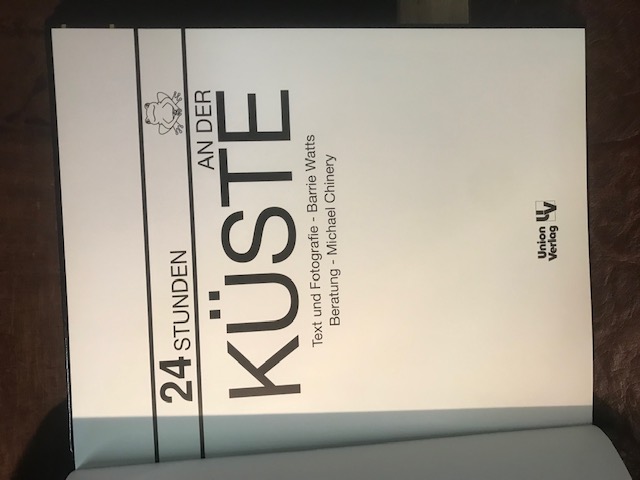 24 STUNDEN
AN DER
KÜSTE
Text und Fotografie - Barrie Watts
Beratung - Michael Chinery
Union
Verlag